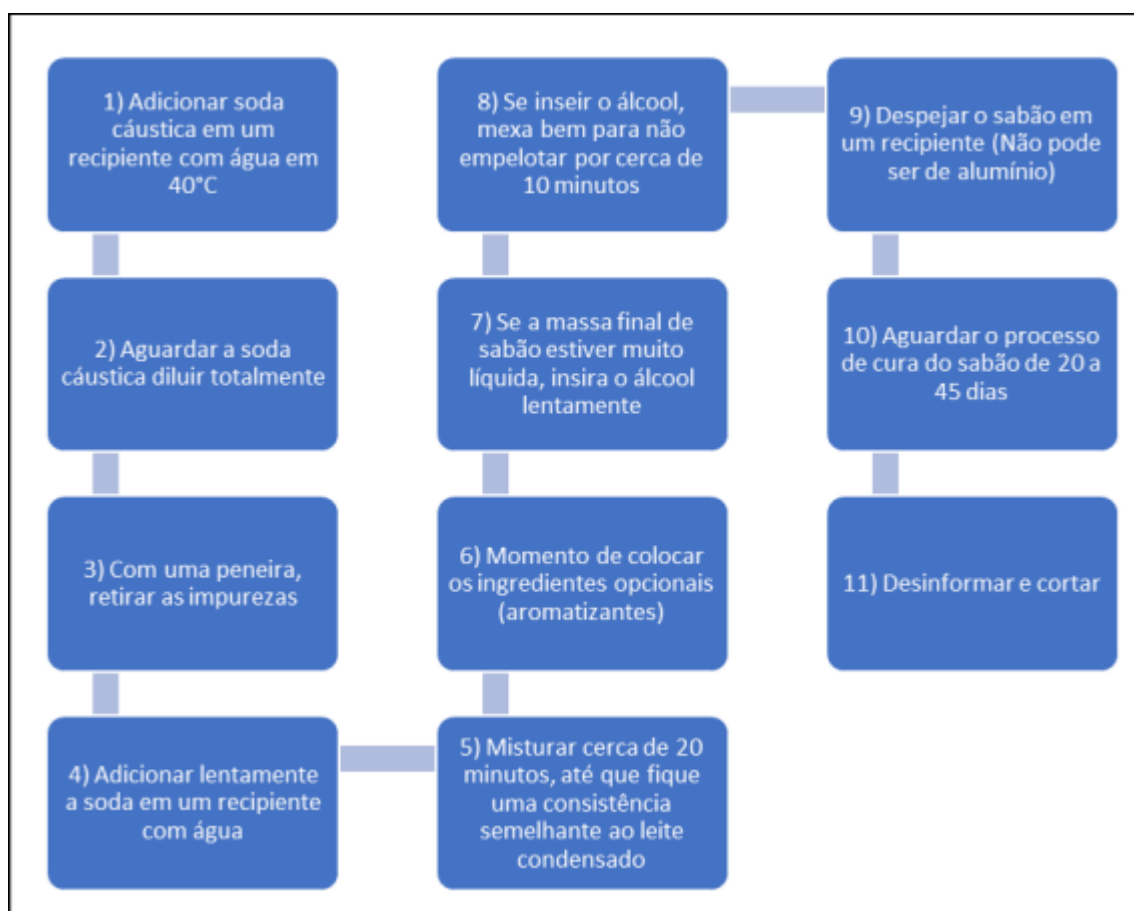 1) Adicionar soda
cáustica em um
recipiente com água em
40°C
2) Aguardar a soda
cáustica diluir totalmente
3) Com uma peneira,
retirar as impurezas
4) Adicionar lentamente
a soda em um recipiente
com água
5) Misturar cerca de 20
minutos, até que fique
uma consistência
semelhante ao leite
condensado
6) Momento de colocar
os ingredientes opcionais
(aromatizantes)
7) Se a massa final de
sabão estiver muito
líquida, insira o álcool
lentamente
8) Se inseir o álcool,
mexa bem para não
empelotar por cerca de
10 minutos
9) Despejar o sabão em
um recipiente (Não pode
ser de alumínio)
10) Aguardar o processo
de cura do sabão de 20 a
45 dias
11) Desinformar e cortar